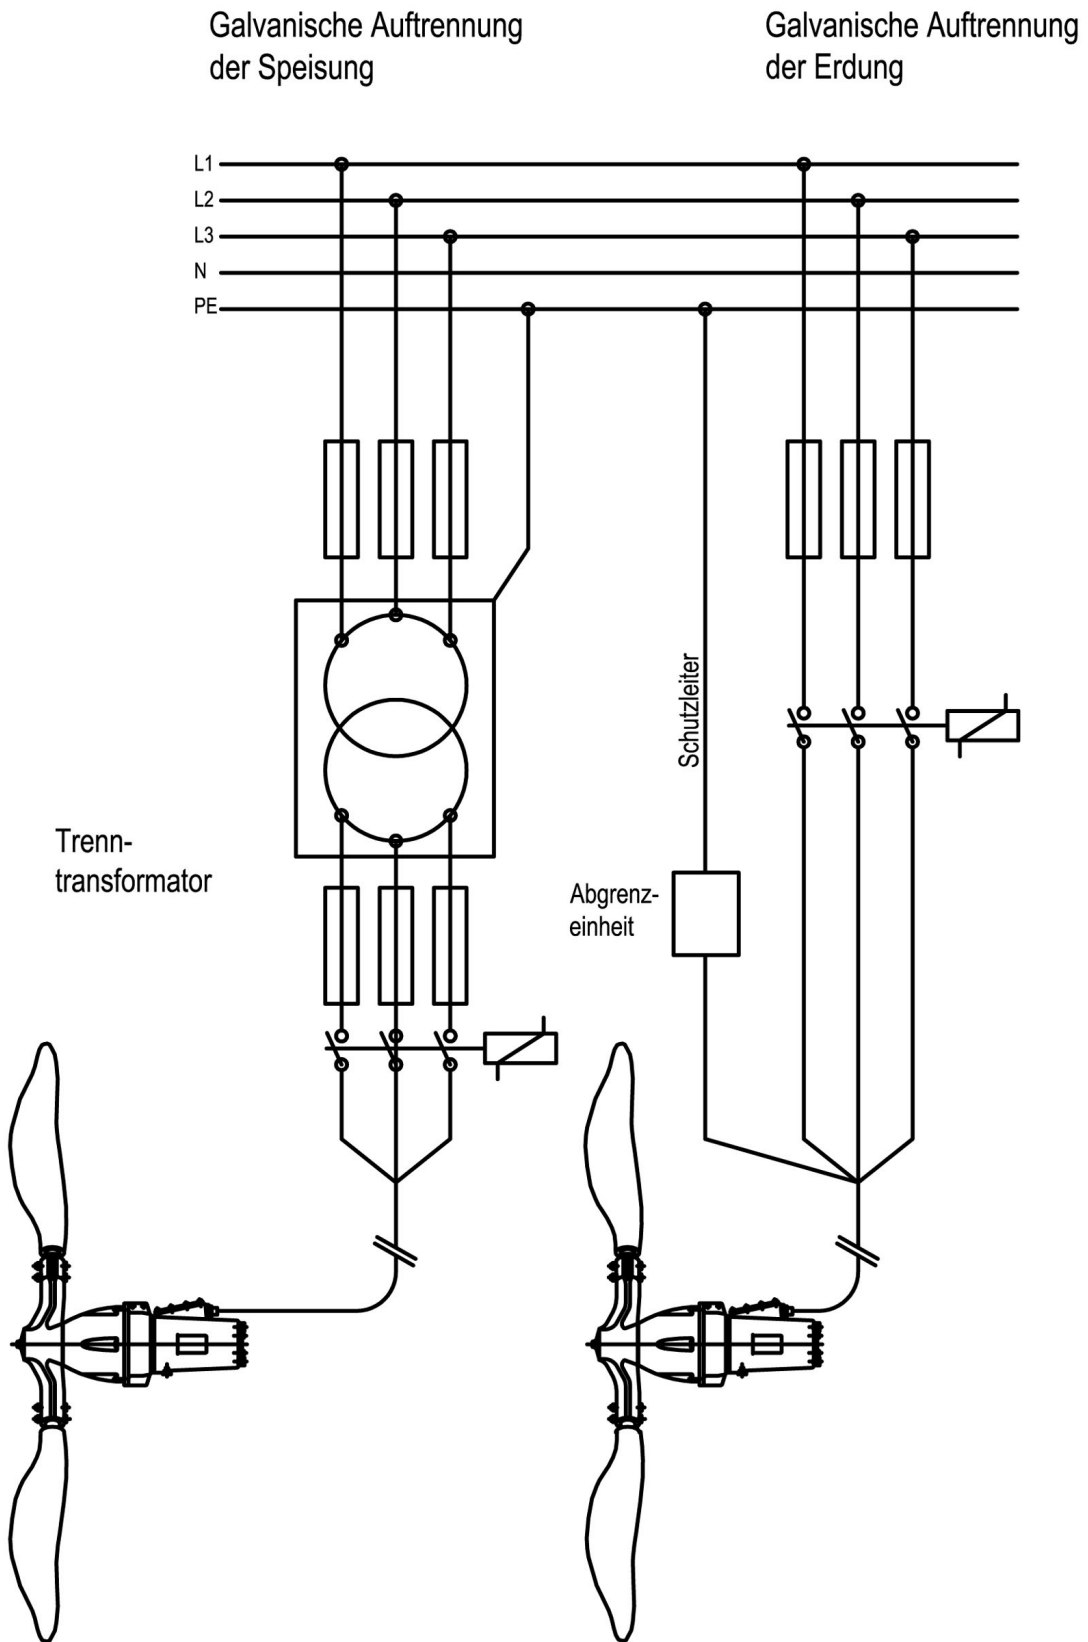 Galvanische Auftrennung
der Speisung
Galvanische Auftrennung
der Erdung
L1
L2
L3
N
PE
Schutzleiter
Trenn-
transformator
Abgrenz-
einheit